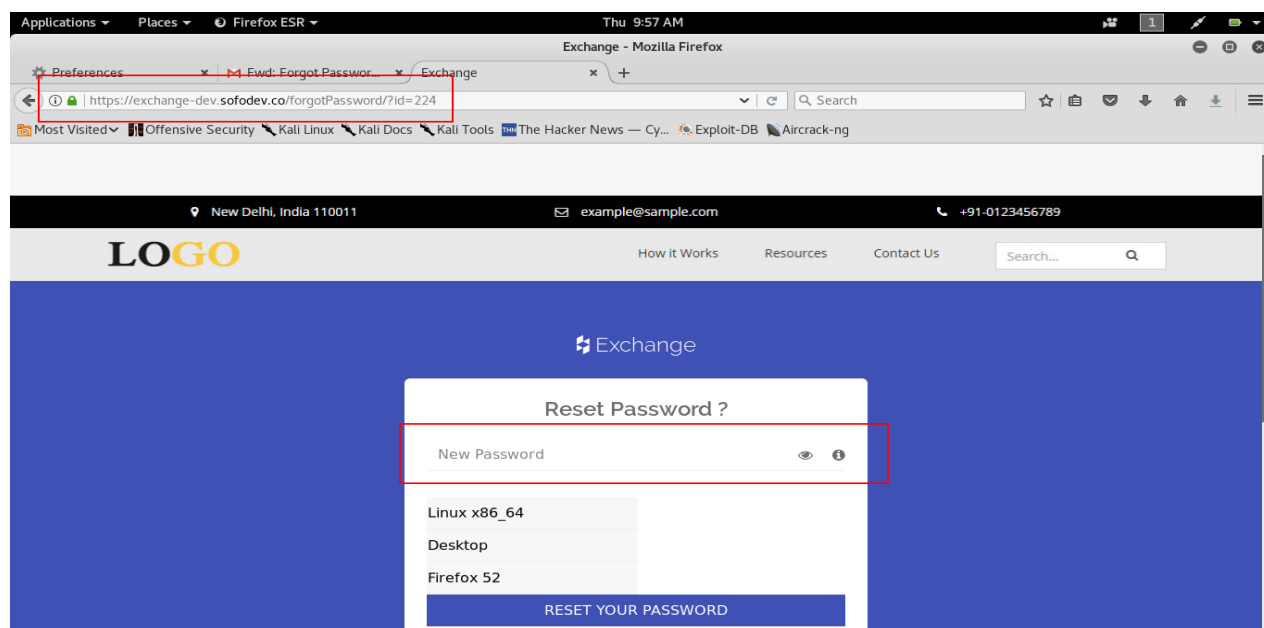 Applications Places Firefox ESR Thu 9:57 AM 1
Exchange - Mozilla Firefox
Preferences × Fwd: Forgot Passwor... × Exchange × +
https://exchange-dev.sofodev.co/forgotPassword/?id=224 Search
Most Visited Offensive Security Kali Linux Kali Docs Kali Tools THN The Hacker News — Cy... Exploit-DB Aircrack-ng
New Delhi, India 110011 example@sample.com +91-0123456789
LOGO How it Works Resources Contact Us Search...
Exchange
Reset Password ?
New Password
Linux x86_64
Desktop
Firefox 52
RESET YOUR PASSWORD